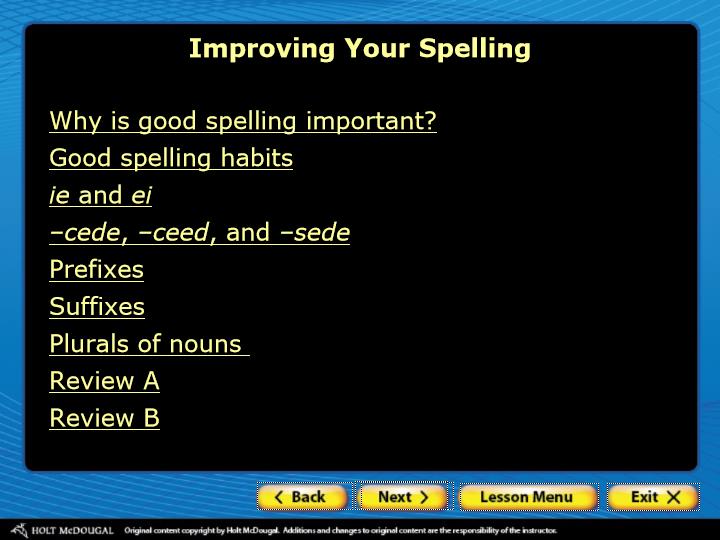 Improving Your Spelling
Why is good spelling important?
Good spelling habits
ie and ei
–cede, –ceed, and –sede
Prefixes
Suffixes
Plurals of nouns
Review A
Review B
Back
Next
Lesson Menu
Exit
HOLT McDOUGAL
Original content copyright by Holt McDougal. Additions and changes to original content are the responsibility of the instructor.